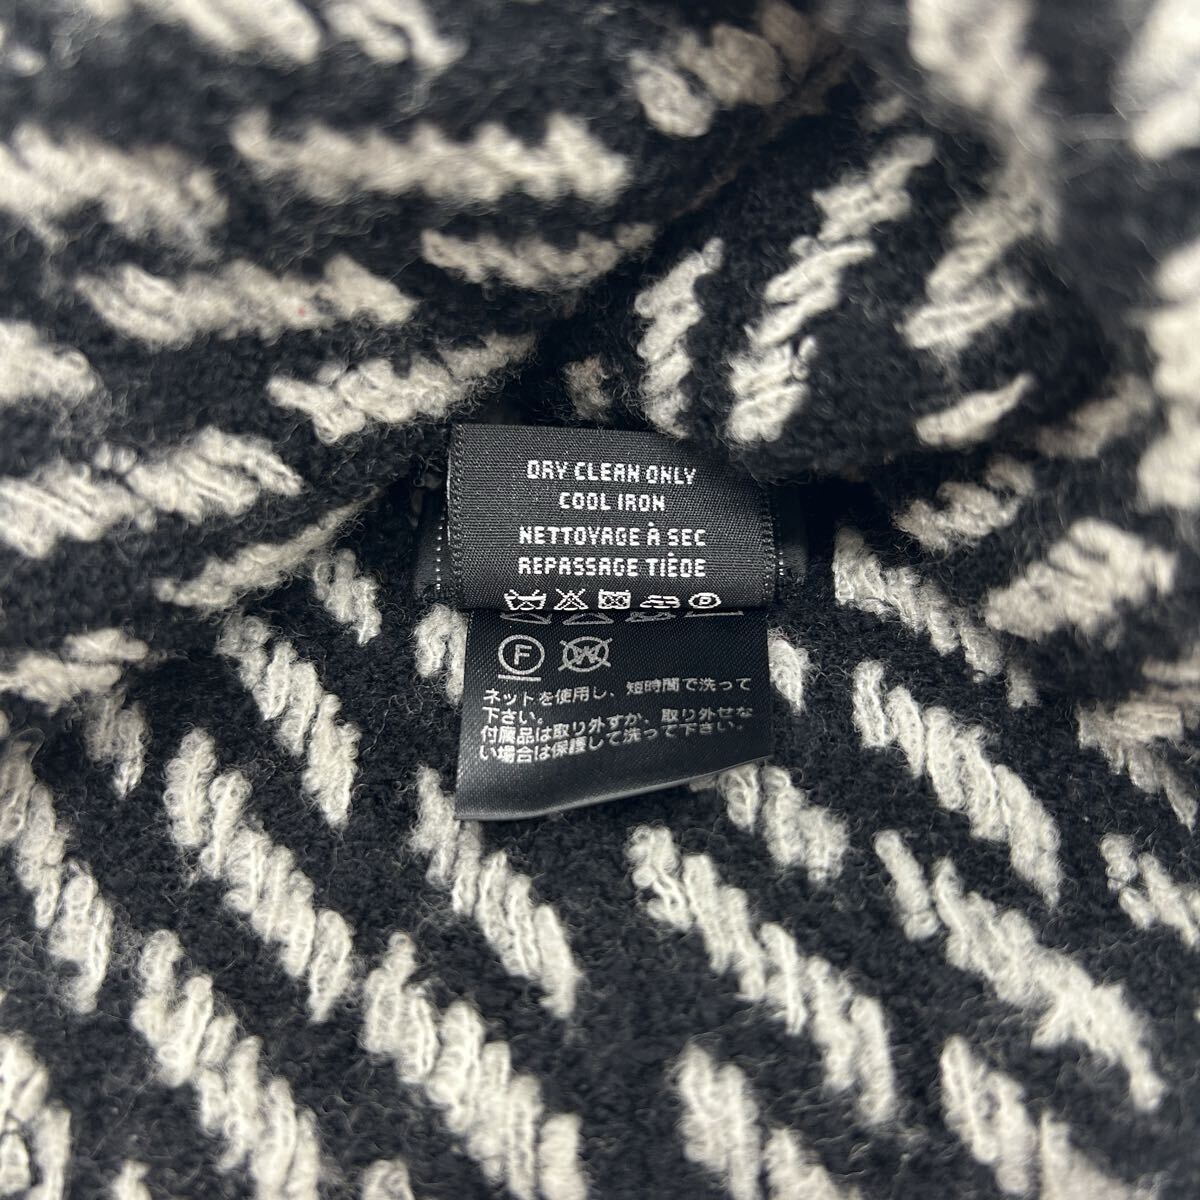 DRY CLEAN ONLY
COOL IRON
NETTOYAGE À SEC
REPASSAGE TIÈDE
P
F W
ネットを使用し、短時間で洗って
下さい。
付属品は取り外すか、取り外せな
い場合は保護して洗って下さい。